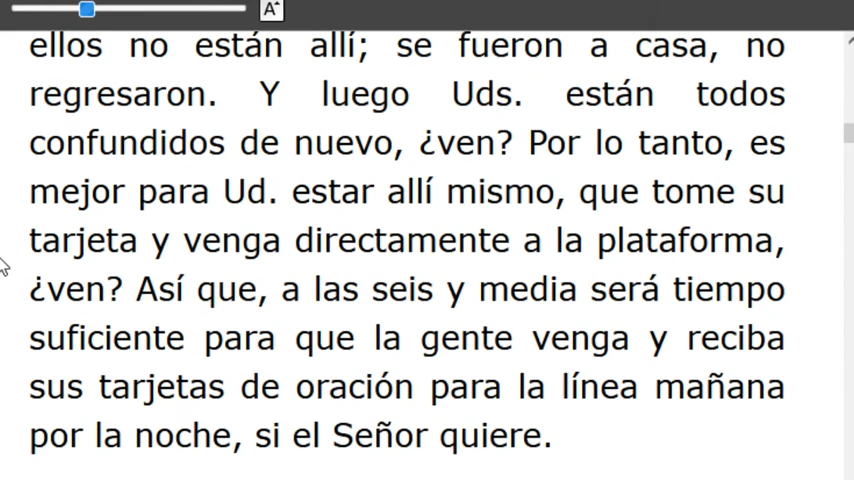 A
ellos no están allí; se fueron a casa, no
regresaron. Y luego Uds. están todos
confundidos de nuevo, ¿ven? Por lo tanto, es
mejor para Ud. estar allí mismo, que tome su
tarjeta y venga directamente a la plataforma,
¿ven? Así que, a las seis y media será tiempo
suficiente para que la gente venga y reciba
sus tarjetas de oración para la línea mañana
por la noche, si el Señor quiere.